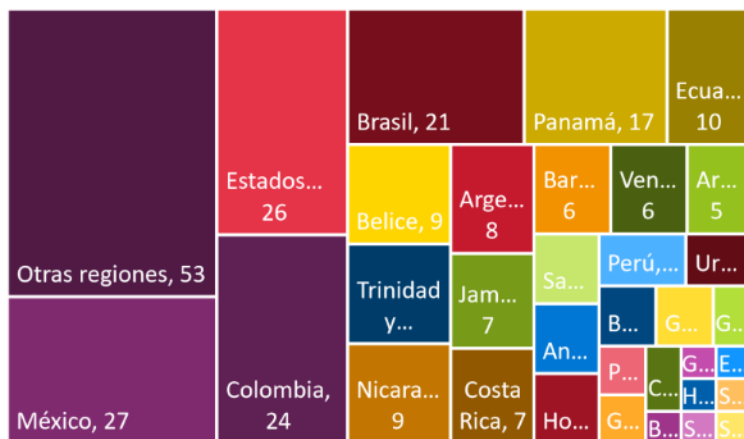 Otras regiones, 53
México, 27
Estados...
26
Colombia,
24
Brasil, 21
Panamá, 17
Ecua...
10
Belice, 9
Trinidad
y...
Nicara...
9
Arge...
8
Jam...
7
Costa
Rica, 7
Bar...
6
Ven...
6
Ar...
5
Sa...
An...
Ho...
Perú,...
Ur...
B...
G...
G...
P...
G...
C...
B...
G...
E...
H...
S...
S...
S...